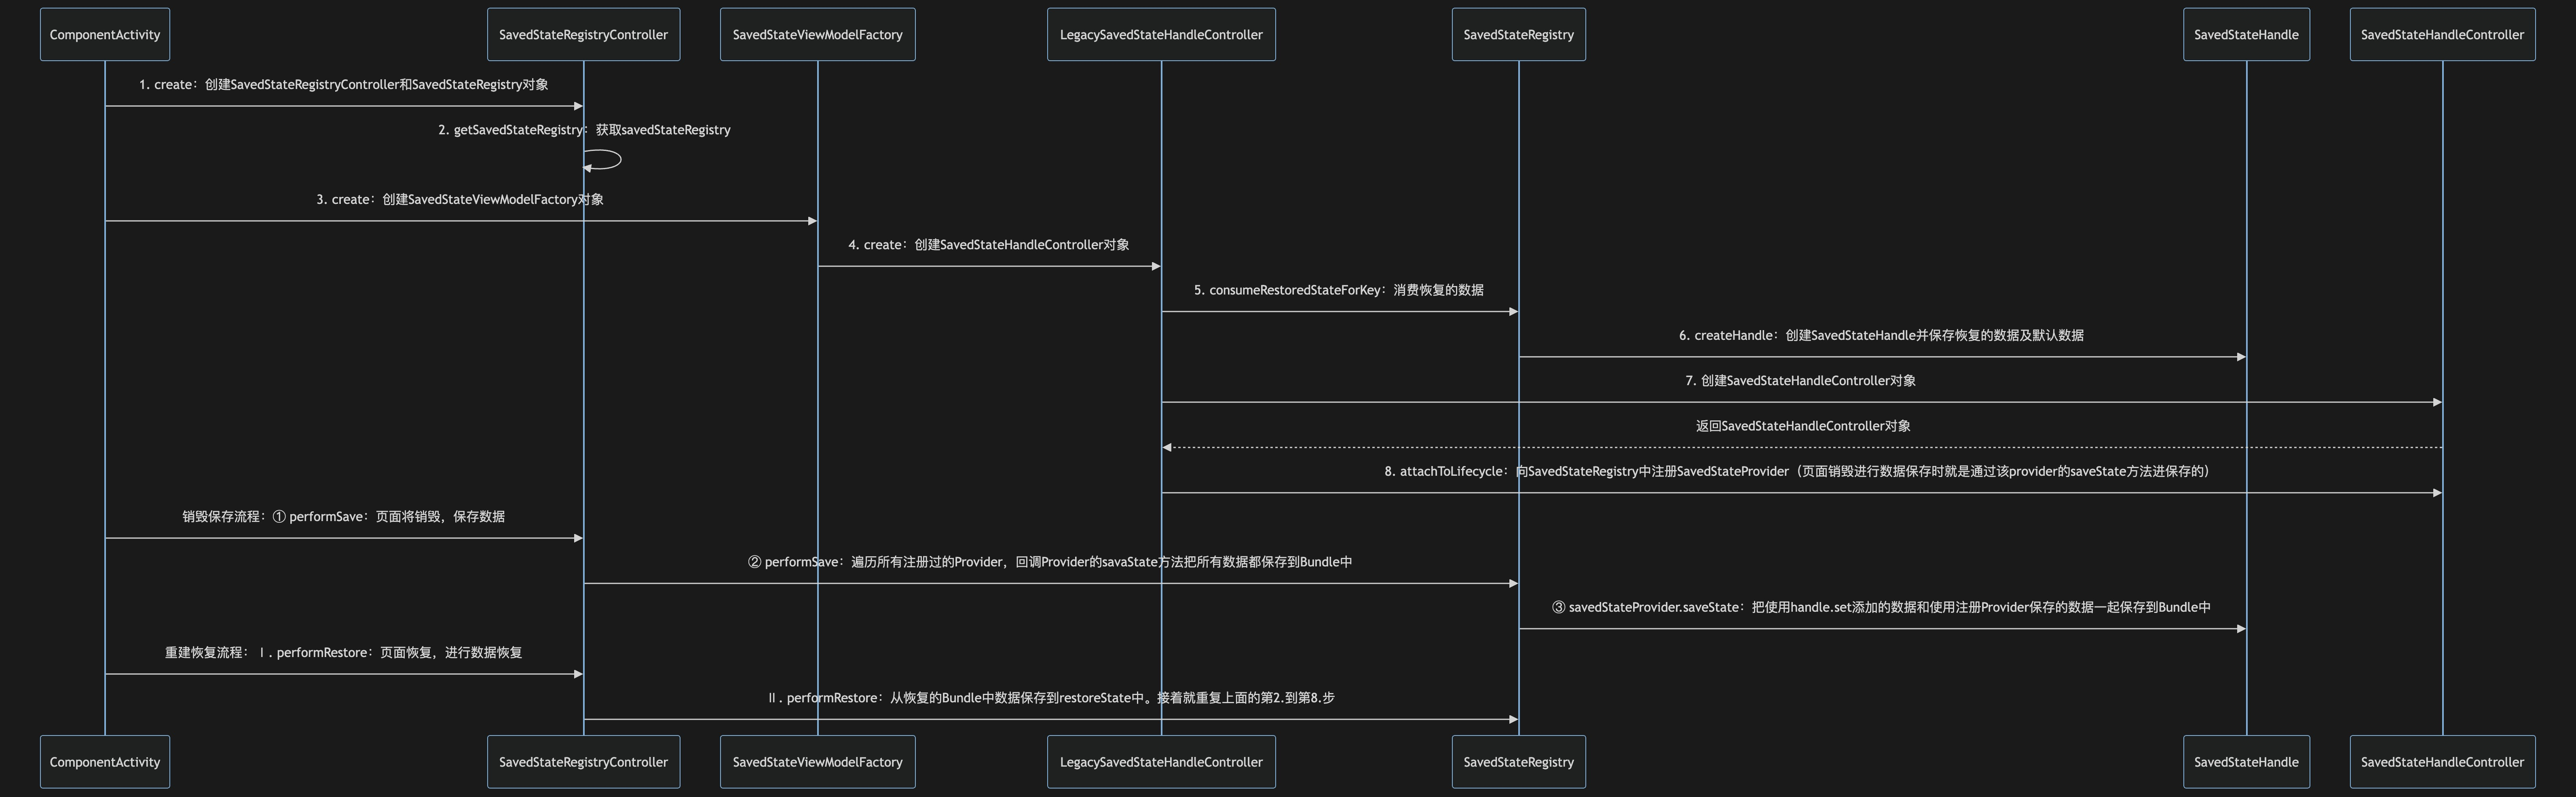 ComponentActivity
SavedStateRegistryController
SavedStateViewModelFactory
LegacySavedStateHandleController
SavedStateRegistry
SavedStateHandle
SavedStateHandleController
1. create：创建SavedStateRegistryController和SavedStateRegistry对象
2. getSavedStateRegistry：获取savedStateRegistry
3. create：创建SavedStateViewModelFactory对象
4. create：创建SavedStateHandleController对象
5. consumeRestoredStateForKey：消费恢复的数据
6. createHandle：创建SavedStateHandle并保存恢复的数据及默认数据
7. 创建SavedStateHandleController对象
返回SavedStateHandleController对象
8. attachToLifecycle：向SavedStateRegistry中注册SavedStateProvider（页面销毁进行数据保存时就是通过该provider的saveState方法进保存的）
销毁保存流程：① performSave：页面将销毁，保存数据
② performSave：遍历所有注册过的Provider，回调Provider的savaState方法把所有数据都保存到Bundle中
③ savedStateProvider.saveState：把使用handle.set添加的数据和使用注册Provider保存的数据一起保存到Bundle中
重建恢复流程：Ⅰ. performRestore：页面恢复，进行数据恢复
Ⅱ. performRestore：从恢复的Bundle中数据保存到restoreState中。接着就重复上面的第2.到第8.步
ComponentActivity
SavedStateRegistryController
SavedStateViewModelFactory
LegacySavedStateHandleController
SavedStateRegistry
SavedStateHandle
SavedStateHandleController